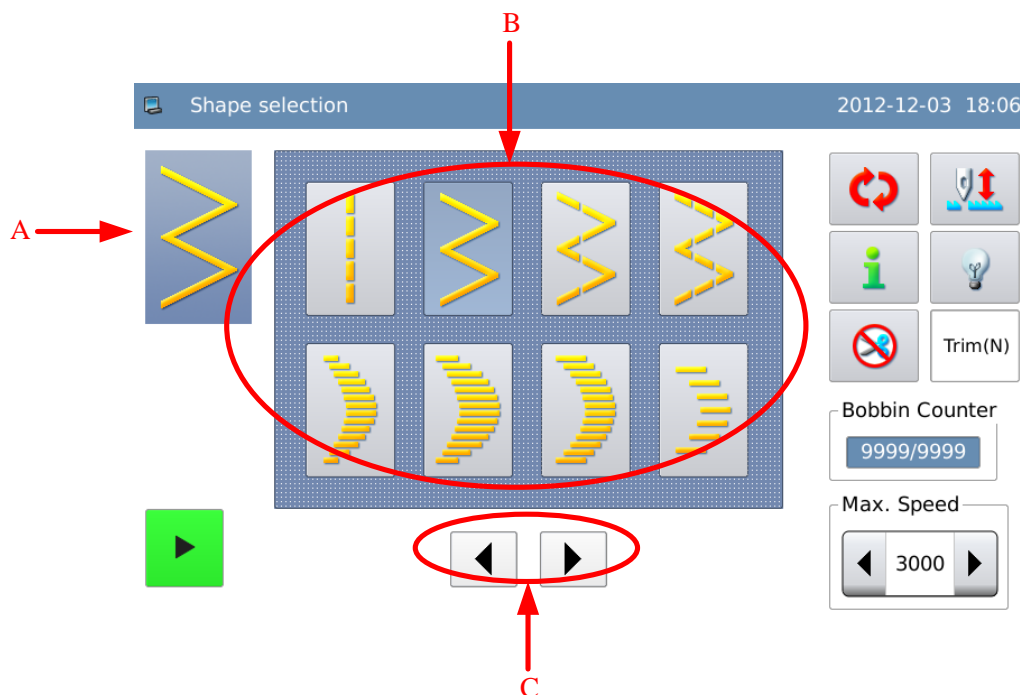 B
Shape selection 2012-12-03 18:06
A
Trim(N)
Bobbin Counter
9999/9999
Max. Speed
3000
C